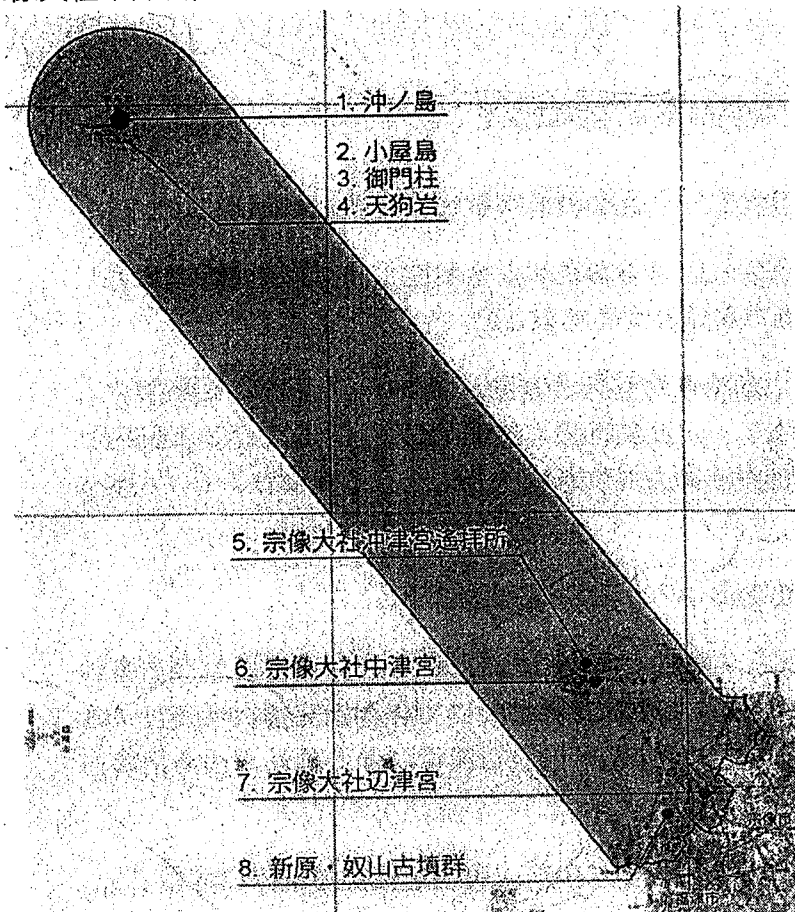 1. 沖ノ島
2. 小屋島
3. 御門柱
4. 天狗岩
5. 宗像大社沖津宮遙拝所
6. 宗像大社中津宮
7. 宗像大社辺津宮
8. 新原・奴山古墳群